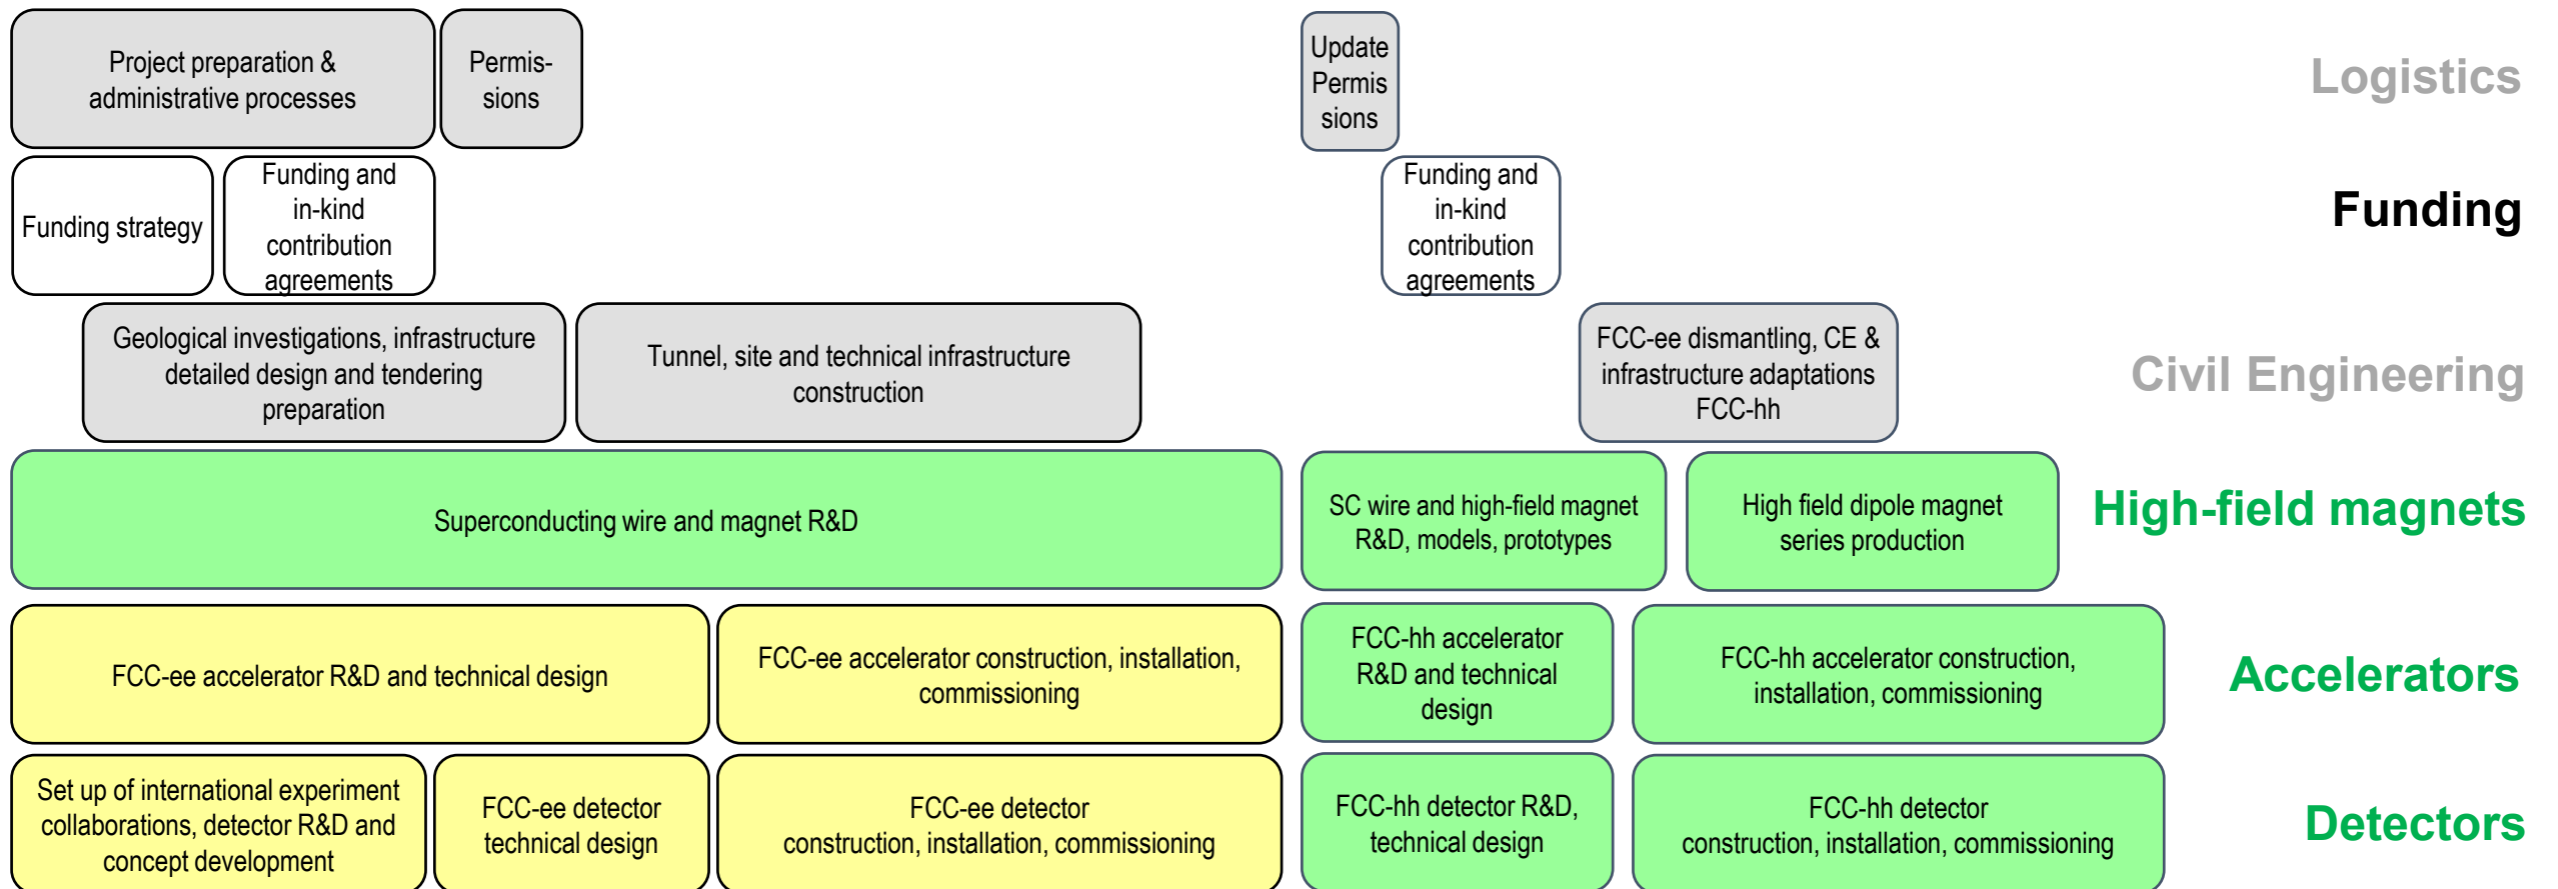 Project preparation &
administrative processes
Permis-
sions
Update
Permis
sions
Logistics
Funding strategy
Funding and
in-kind
contribution
agreements
Funding and
in-kind
contribution
agreements
Funding
Geological investigations, infrastructure
detailed design and tendering
preparation
Tunnel, site and technical infrastructure
construction
FCC-ee dismantling, CE &
infrastructure adaptations
FCC-hh
Civil Engineering
Superconducting wire and magnet R&D
SC wire and high-field magnet
R&D, models, prototypes
High field dipole magnet
series production
High-field magnets
FCC-ee accelerator R&D and technical design
FCC-ee accelerator construction, installation,
commissioning
FCC-hh accelerator
R&D and technical
design
FCC-hh accelerator construction,
installation, commissioning
Accelerators
Set up of international experiment
collaborations, detector R&D and
concept development
FCC-ee detector
technical design
FCC-ee detector
construction, installation, commissioning
FCC-hh detector R&D,
technical design
FCC-hh detector
construction, installation, commissioning
Detectors